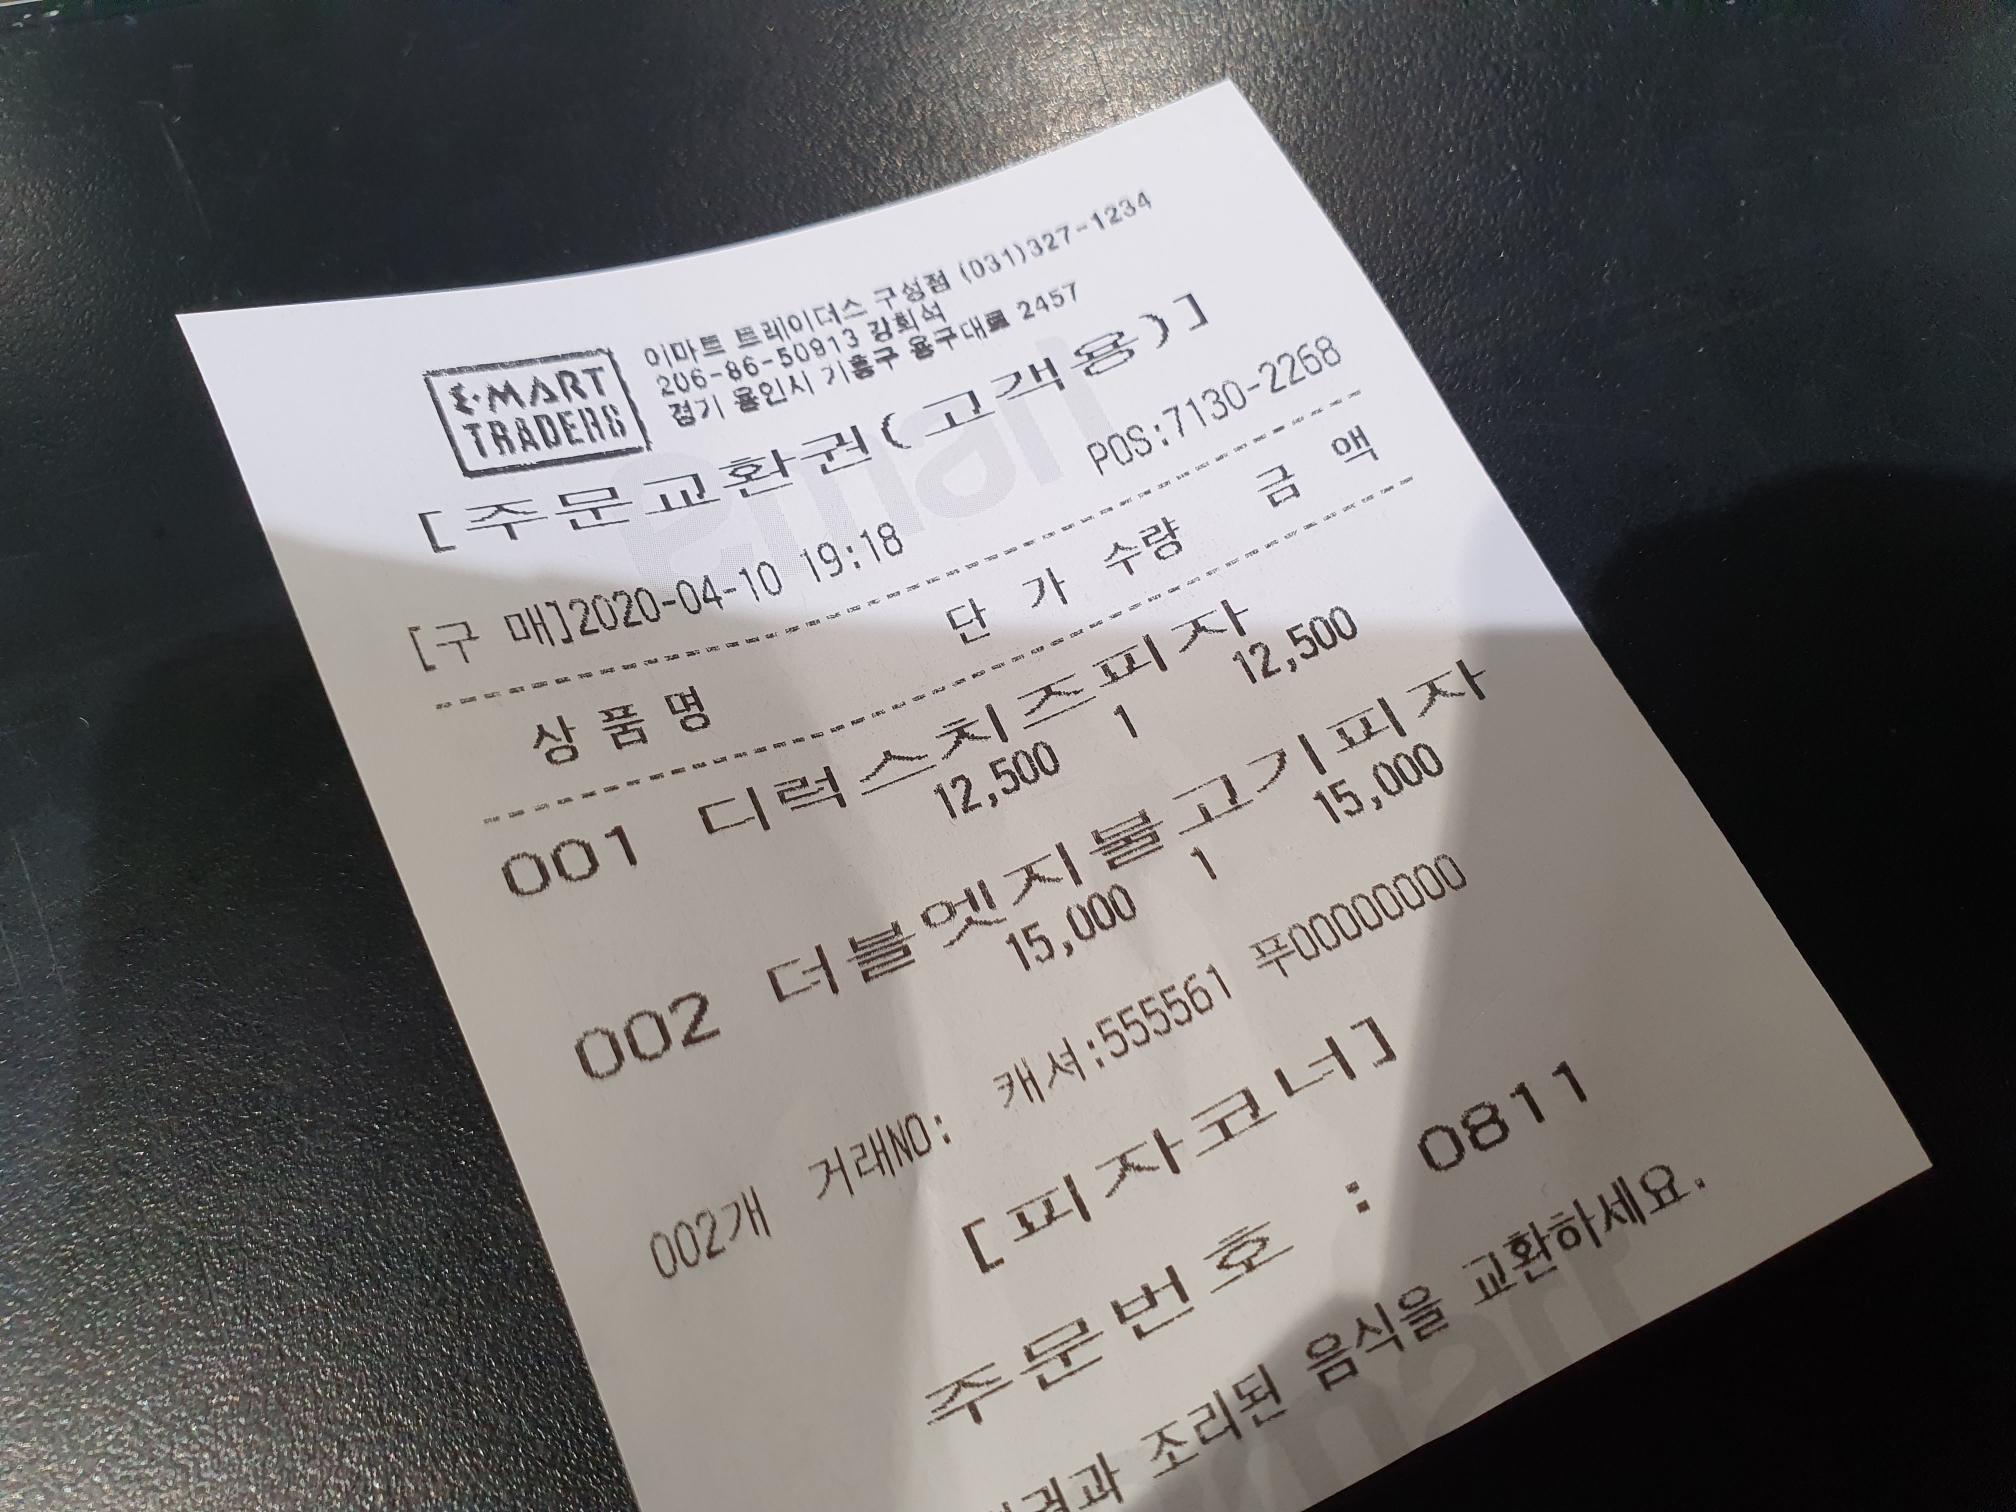 E·MART
TRADERS
이마트 트레이더스 구성점 (031)327-1234
206-86-50913 강희석
경기 용인시 기흥구 용구대로 2457
[주문교환권(고객용)]
[구 매]2020-04-10 19:18 POS:7130-2268
상품명 단 가 수량 금 액
001 디럭스치즈피자
12,500 1 12,500
002 더블엣지불고기피자
15,000 1 15,000
002개 거래NO: 캐셔:555561 푸00000000
[피자코너]
주문번호 : 0811
조리된 음식을 교환하세요.
emart